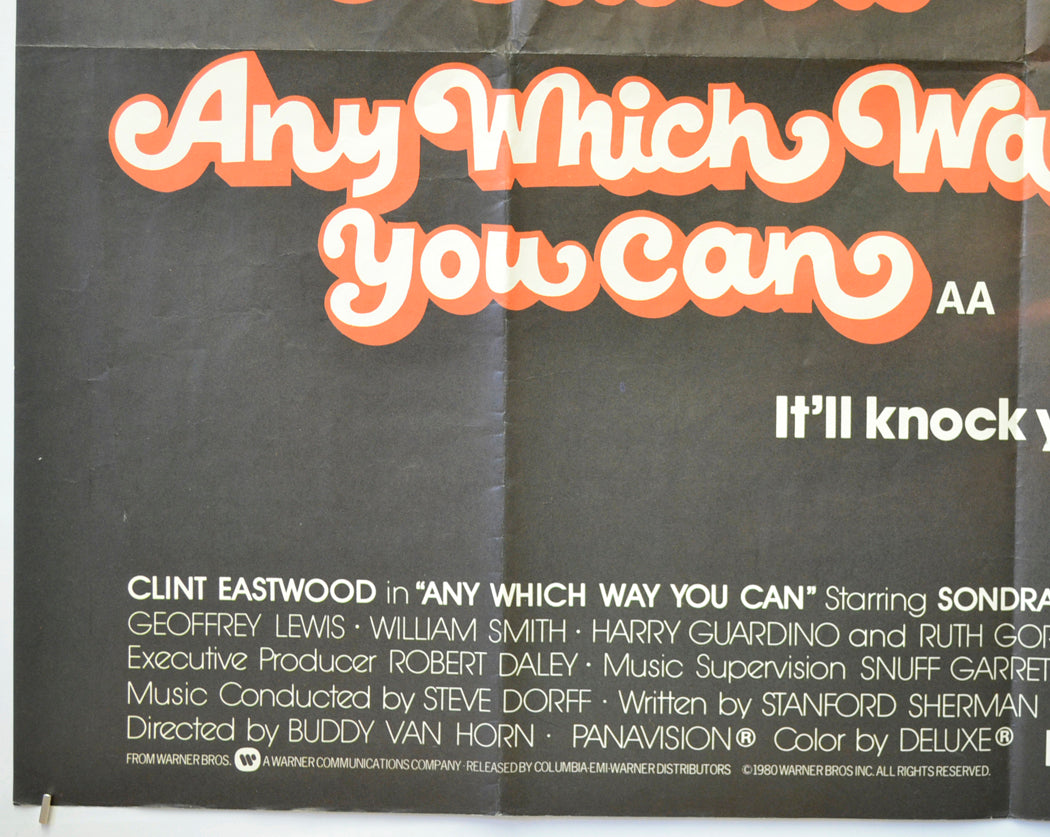 Any Which Wa
You Can AA
It'll knock y
CLINT EASTWOOD in "ANY WHICH WAY YOU CAN" Starring SONDRA
GEOFFREY LEWIS · WILLIAM SMITH · HARRY GUARDINO and RUTH GOR
Executive Producer ROBERT DALEY · Music Supervision SNUFF GARRET
Music Conducted by STEVE DORFF · Written by STANFORD SHERMAN
Directed by BUDDY VAN HORN · PANAVISION® Color by DELUXE®
FROM WARNER BROS. A WARNER COMMUNICATIONS COMPANY · RELEASED BY COLUMBIA-EMI-WARNER DISTRIBUTORS ©1980 WARNER BROS INC. ALL RIGHTS RESERVED.